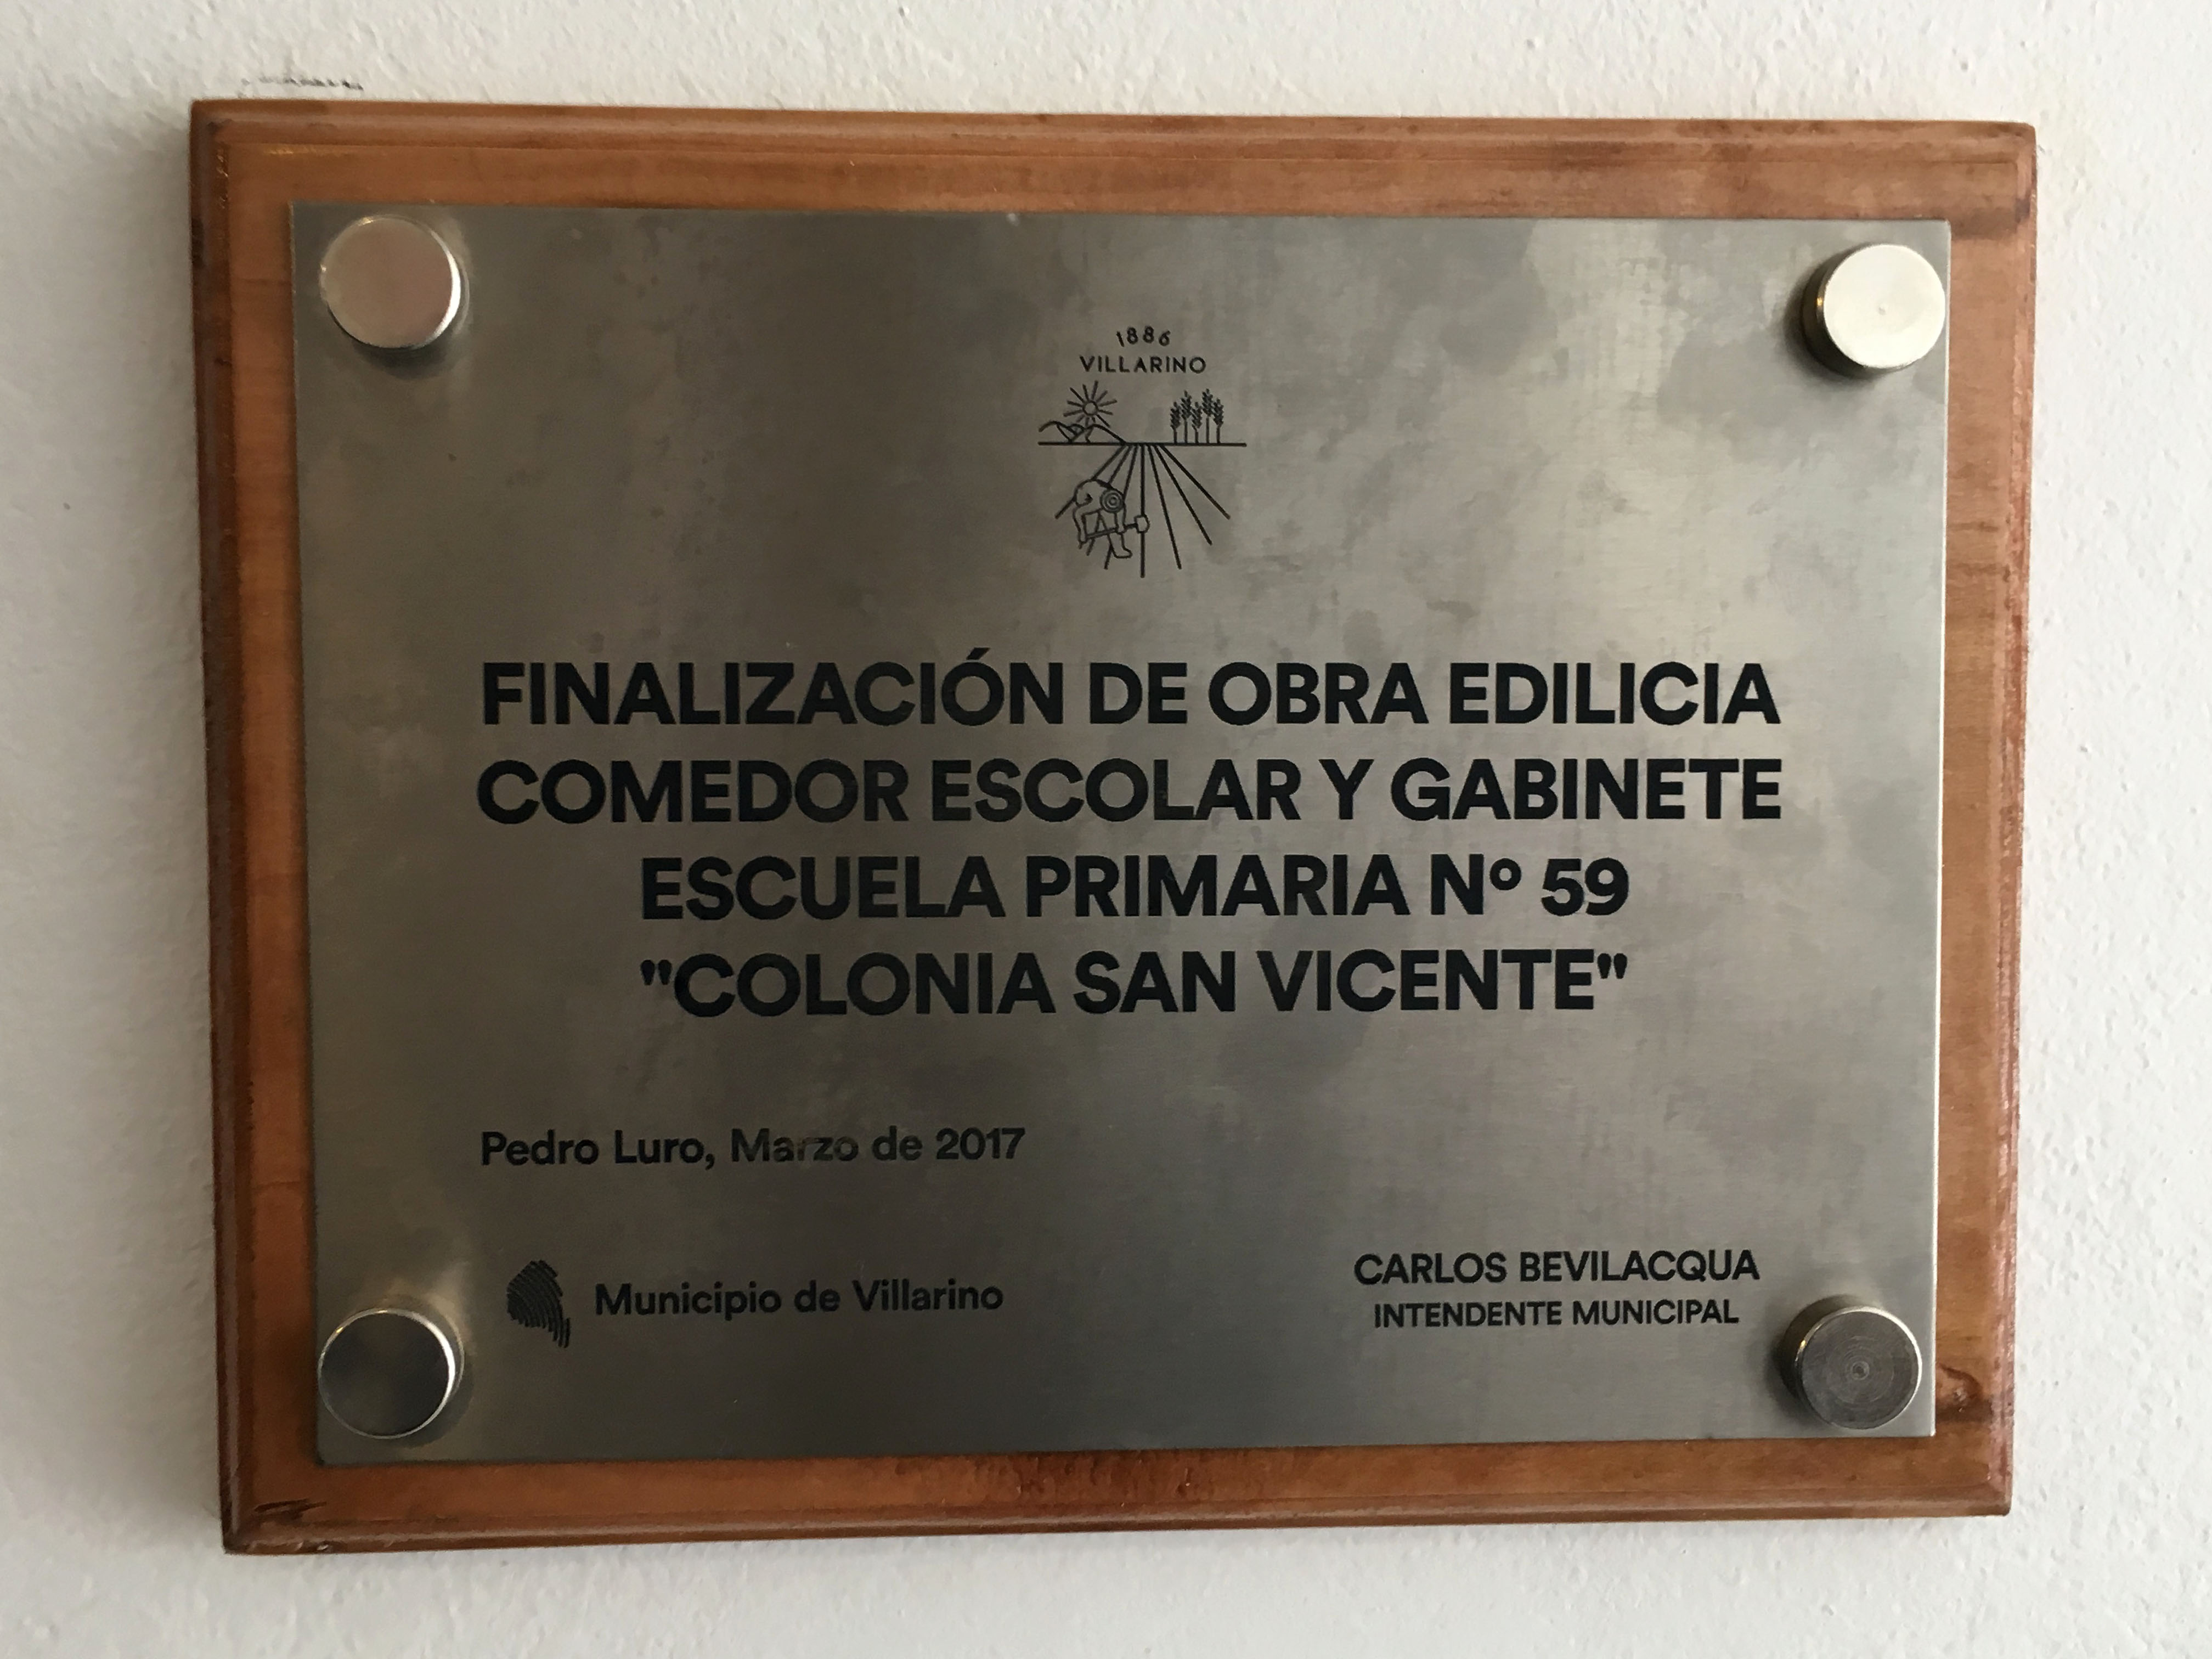 1886
VILLARINO
FINALIZACIÓN DE OBRA EDILICIA
COMEDOR ESCOLAR Y GABINETE
ESCUELA PRIMARIA Nº 59
"COLONIA SAN VICENTE"
Pedro Luro, Marzo de 2017
Municipio de Villarino
CARLOS BEVILACQUA
INTENDENTE MUNICIPAL